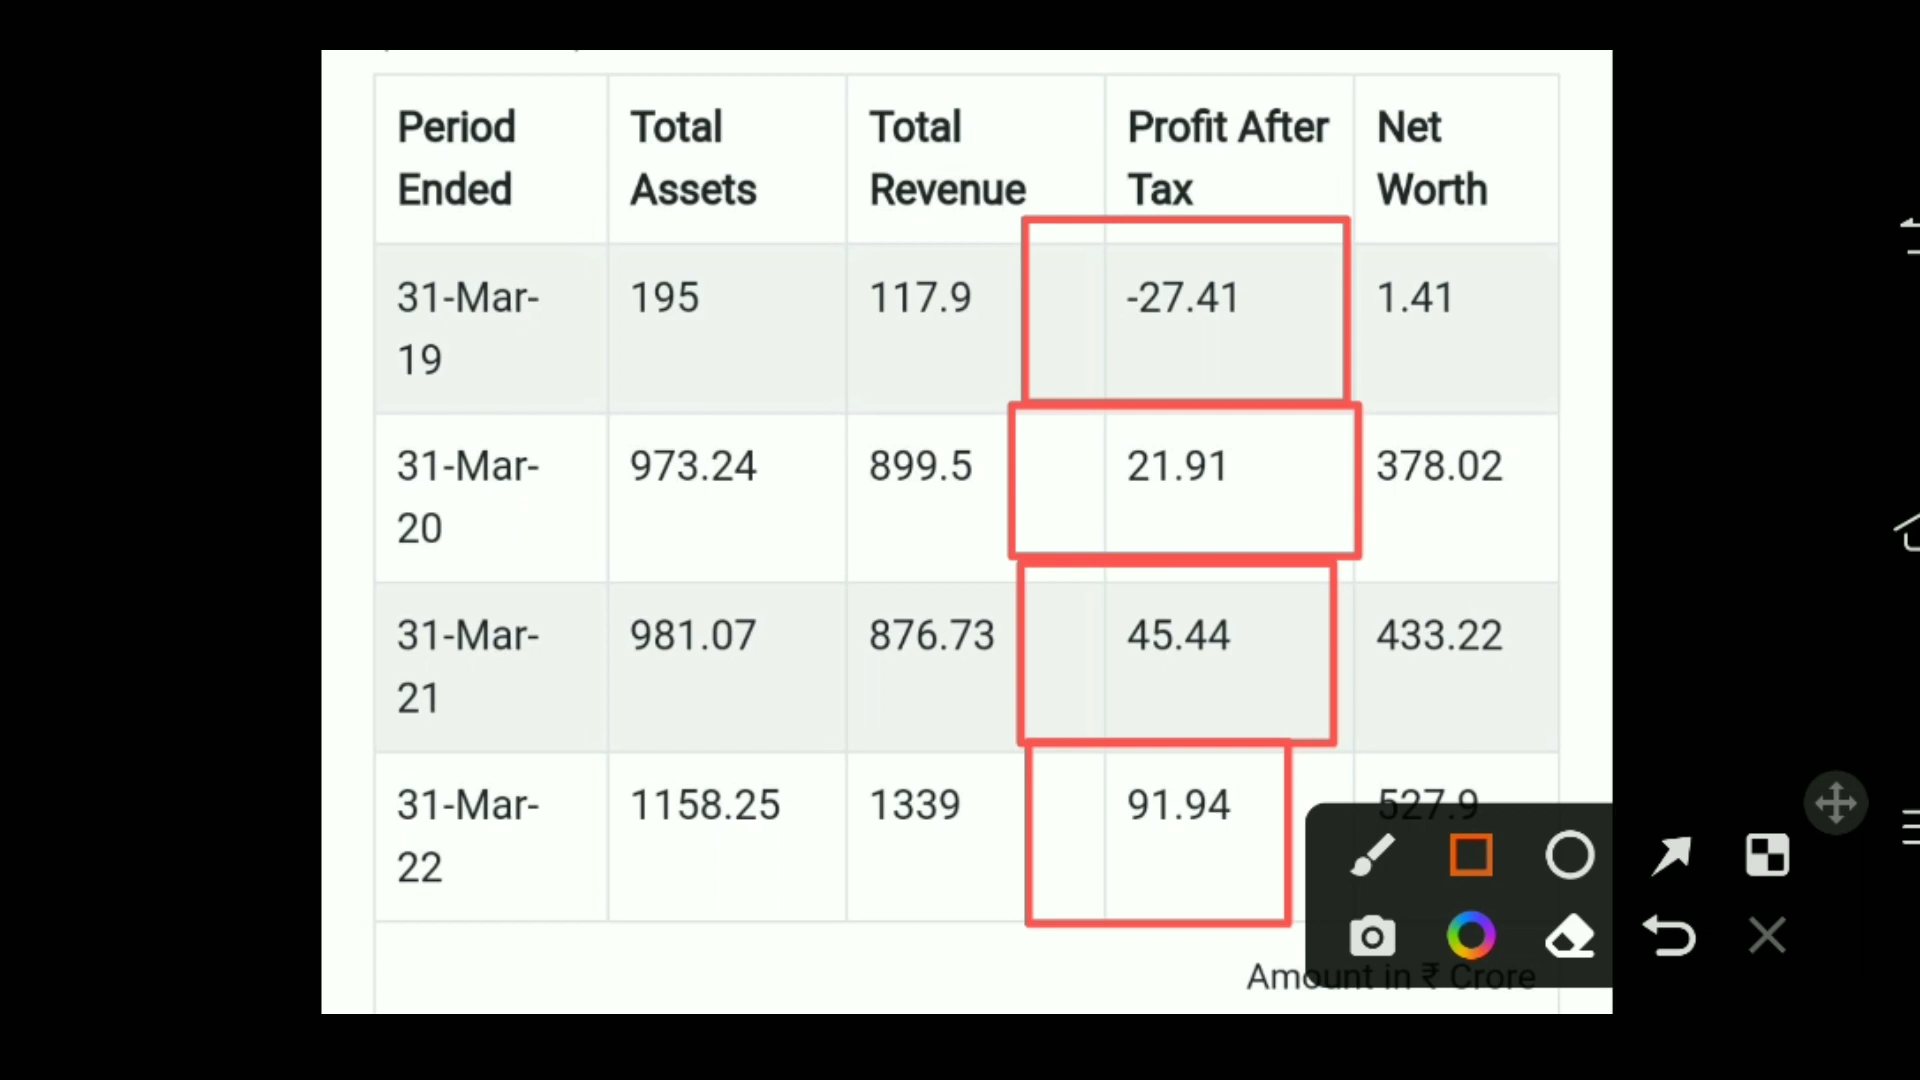 Period Ended Total Assets Total Revenue Profit After Tax Net Worth
31-Mar-19 195 117.9 -27.41 1.41
31-Mar-20 973.24 899.5 21.91 378.02
31-Mar-21 981.07 876.73 45.44 433.22
31-Mar-22 1158.25 1339 91.94 527.9
Amount in ₹ Crore